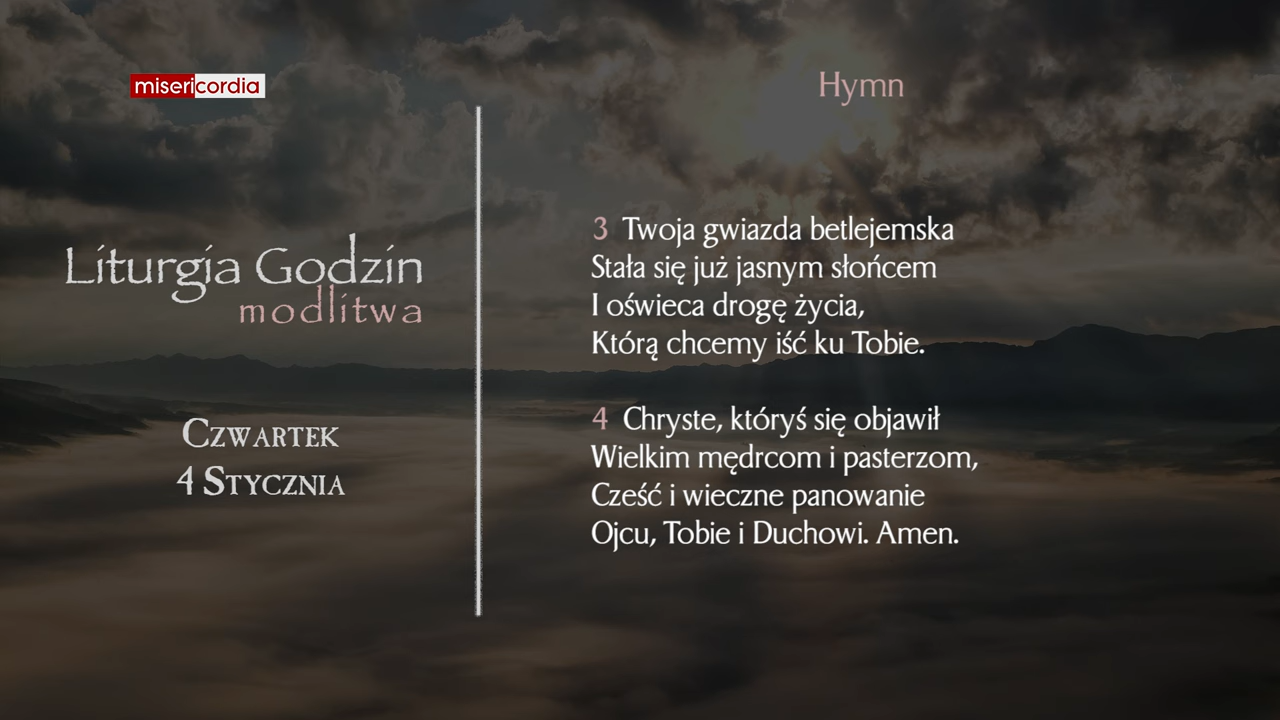 misericordia
Liturgia Godzin
modlitwa
Czwartek
4 Stycznia
Hymn
3 Twoja gwiazda betlejemska
Stała się już jasnym słońcem
I oświeca drogę życia,
Którą chcemy iść ku Tobie.
4 Chryste, któryś się objawił
Wielkim mędrcom i pasterzom,
Cześć i wieczne panowanie
Ojcu, Tobie i Duchowi. Amen.